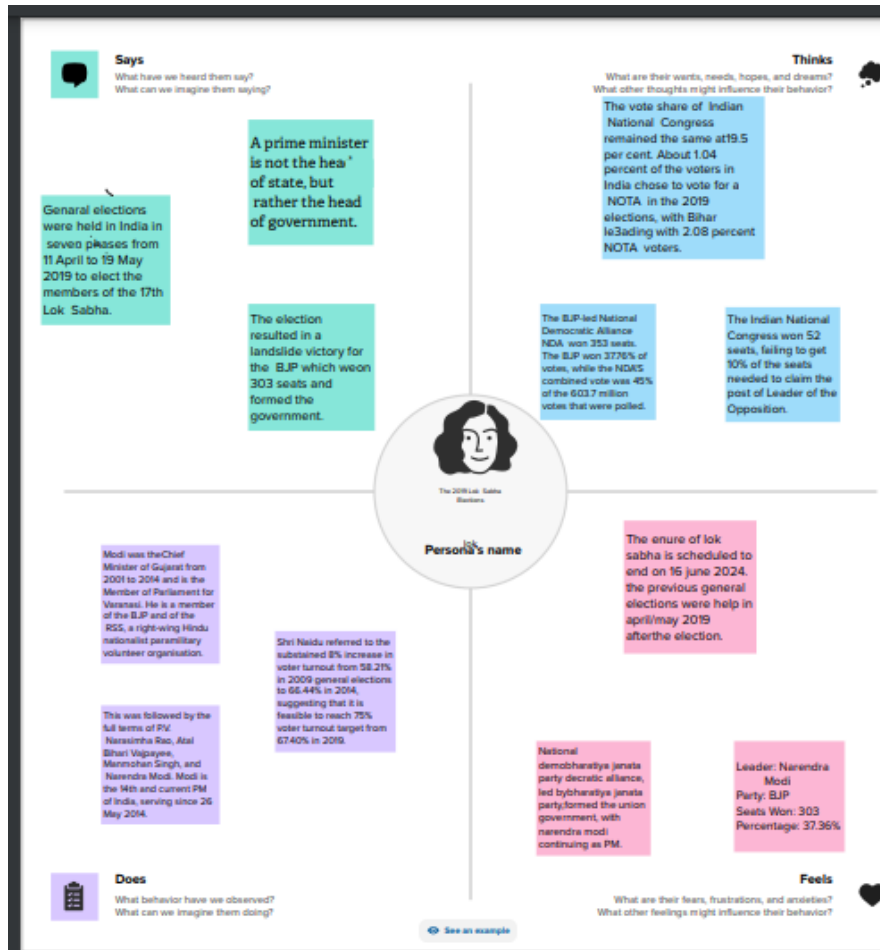 Says
What have we heard them say?
What can we imagine them saying?
Thinks
What are their wants, needs, hopes, and dreams?
What other thoughts might influence their behavior?
A prime minister
is not the hea
of state, but
rather the head
of government.
Genaral elections
were held in India in
seven phases from
11 April to 19 May
2019 to elect the
members of the 17th
Lok Sabha.
The election
resulted in a
landslide victory for
the BJP which weon
303 seats and
formed the
government.
The vote share of Indian
National Congress
remained the same at19.5
per cent. About 1.04
percent of the voters in
India chose to vote for a
NOTA in the 2019
elections, with Bihar
le3ading with 2.08 percent
NOTA voters.
The BJP-led National
Democratic Alliance
NDA won 353 seats.
The BJP won 37.76% of
votes, while the NDA'S
combined vote was 45%
of the 603.7 million
votes that were polled.
The Indian National
Congress won 52
seats, failing to get
10% of the seats
needed to claim the
post of Leader of the
Opposition.
The 2019 Lok Sabha
Elections
lok
Persona's name
Modi was theChief
Minister of Gujarat from
2001 to 2014 and is the
Member of Parliament for
Varanasi. He is a member
of the BJP and of the
RSS, a right-wing Hindu
nationalist paramilitary
volunteer organisation.
Shri Naidu referred to the
substained 8% increase in
voter turnout from 58.21%
in 2009 general elections
to 66.44% in 2014,
suggesting that it is
feasible to reach 75%
voter turnout target from
67.40% in 2019.
This was followed by the
full terms of P.V.
Narasimha Rao, Atal
Bihari Vajpayee,
Manmohan Singh, and
Narendra Modi. Modi is
the 14th and current PM
of India, serving since 26
May 2014.
The enure of lok
sabha is scheduled to
end on 16 june 2024.
the previous general
elections were help in
april/may 2019
afterthe election.
National
demobharatiya janata
party decratic alliance,
led bybharatiya janata
party,formed the union
government, with
narendra modi
continuing as PM.
Leader: Narendra
Modi
Party: BJP
Seats Won: 303
Percentage: 37.36%
Does
What behavior have we observed?
What can we imagine them doing?
Feels
What are their fears, frustrations, and anxieties?
What other feelings might influence their behavior?
See an example